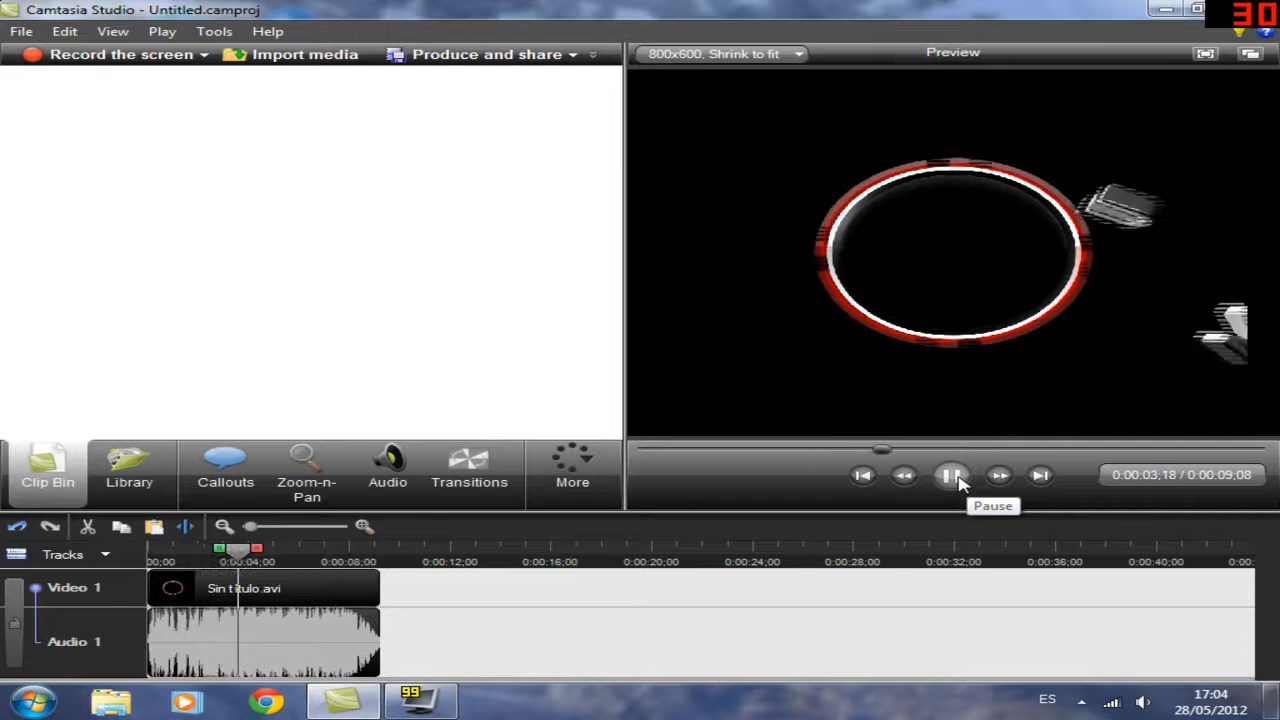 Camtasia Studio - Untitled.camproj
30
File Edit View Play Tools Help
Record the screen Import media Produce and share
800x600, Shrink to fit Preview
0:00:03;18 / 0:00:09;08
Pause
Clip Bin Library Callouts Zoom-n-Pan Audio Transitions More
Tracks 00;00 0:00:04;00 0:00:08;00 0:00:12;00 0:00:16;00 0:00:20;00 0:00:24;00 0:00:28;00 0:00:32;00 0:00:36;00 0:00:40;00 0:00:
Video 1 Sin título.avi
Audio 1
99
ES 17:04
28/05/2012